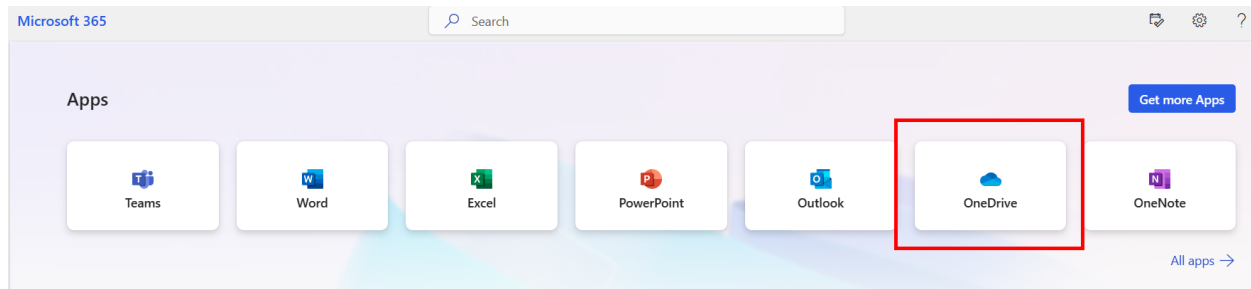 Microsoft 365
Search
?
Apps
Get more Apps
Teams
Word
Excel
PowerPoint
Outlook
OneDrive
OneNote
All apps →